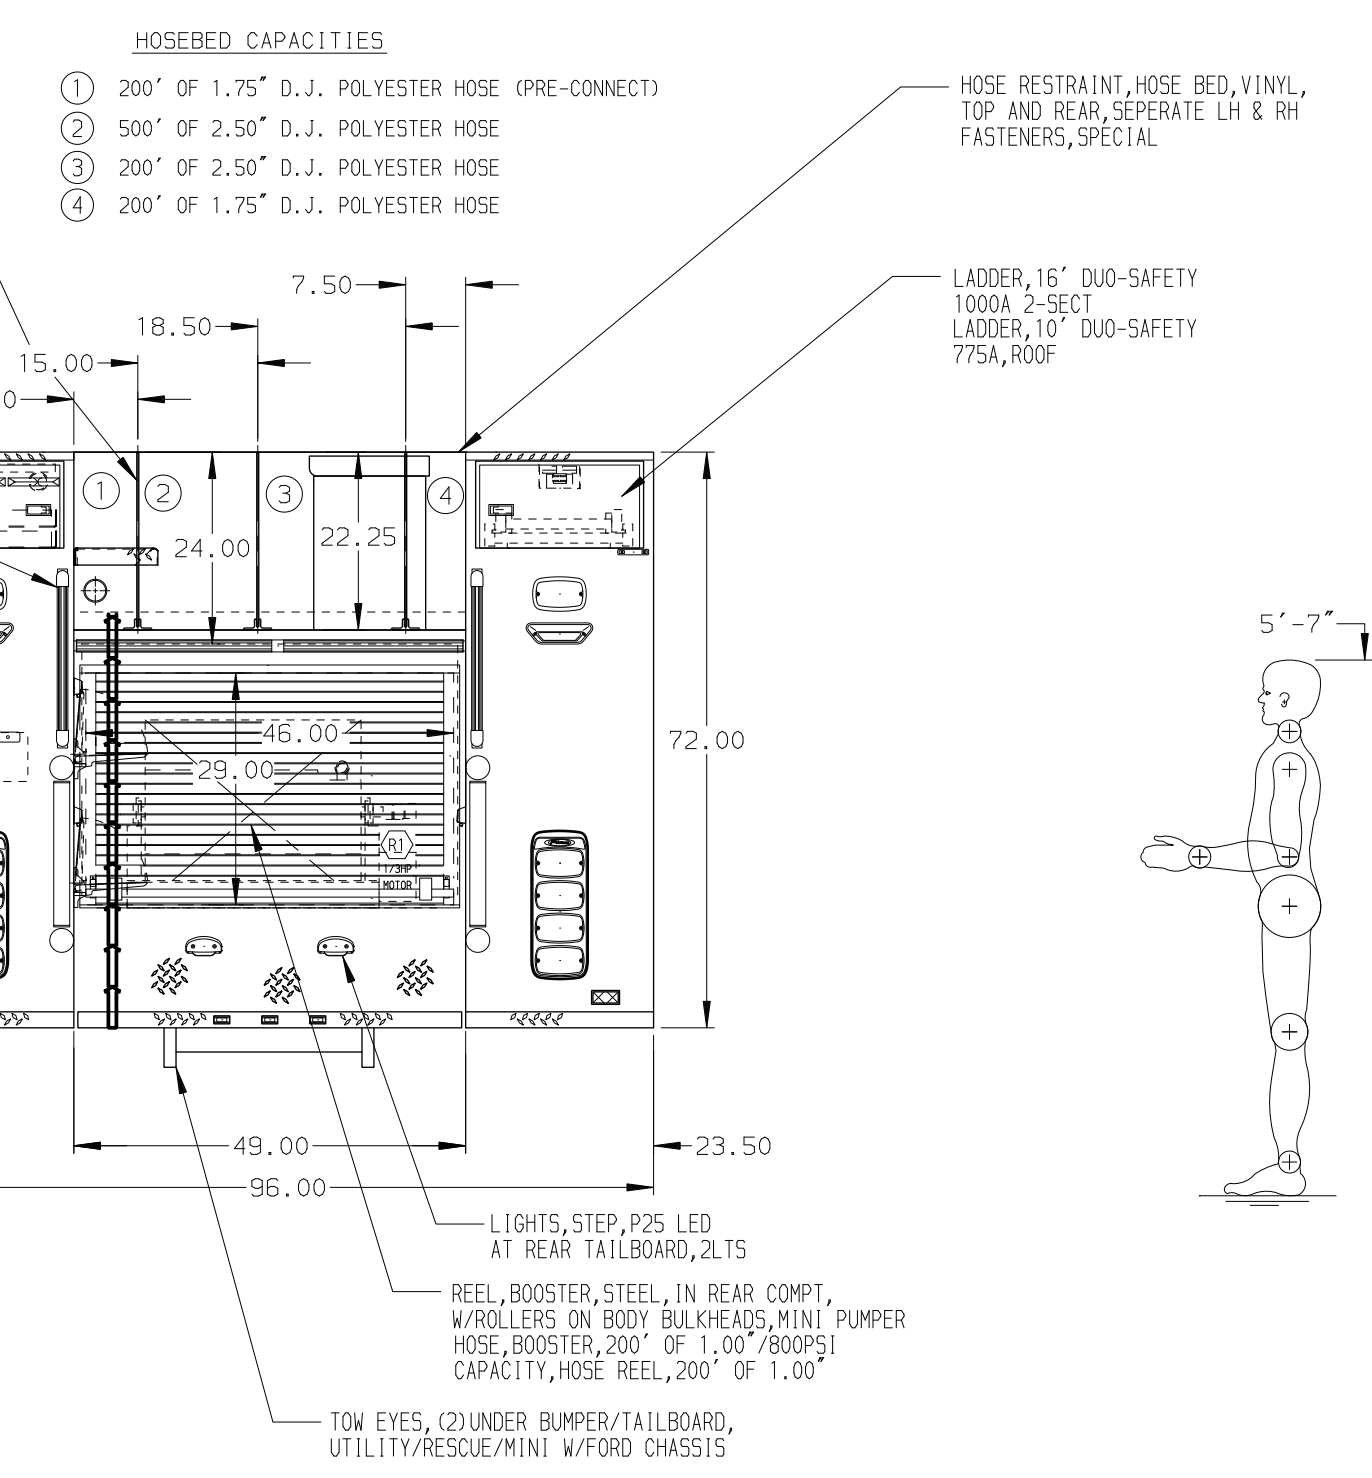 HOSEBED CAPACITIES
1 200' OF 1.75" D.J. POLYESTER HOSE (PRE-CONNECT)
2 500' OF 2.50" D.J. POLYESTER HOSE
3 200' OF 2.50" D.J. POLYESTER HOSE
4 200' OF 1.75" D.J. POLYESTER HOSE
HOSE RESTRAINT,HOSE BED,VINYL,
TOP AND REAR,SEPERATE LH & RH
FASTENERS,SPECIAL
LADDER,16' DUO-SAFETY
1000A 2-SECT
LADDER,10' DUO-SAFETY
775A,ROOF
7.50
18.50
15.00
0
1
2
3
4
24.00
22.25
5'-7"
46.00
29.00
72.00
R1
1/3HP
MOTOR
49.00
23.50
96.00
LIGHTS,STEP,P25 LED
AT REAR TAILBOARD,2LTS
REEL,BOOSTER,STEEL,IN REAR COMPT,
W/ROLLERS ON BODY BULKHEADS,MINI PUMPER
HOSE,BOOSTER,200' OF 1.00"/800PSI
CAPACITY,HOSE REEL,200' OF 1.00"
TOW EYES,(2)UNDER BUMPER/TAILBOARD,
UTILITY/RESCUE/MINI W/FORD CHASSIS